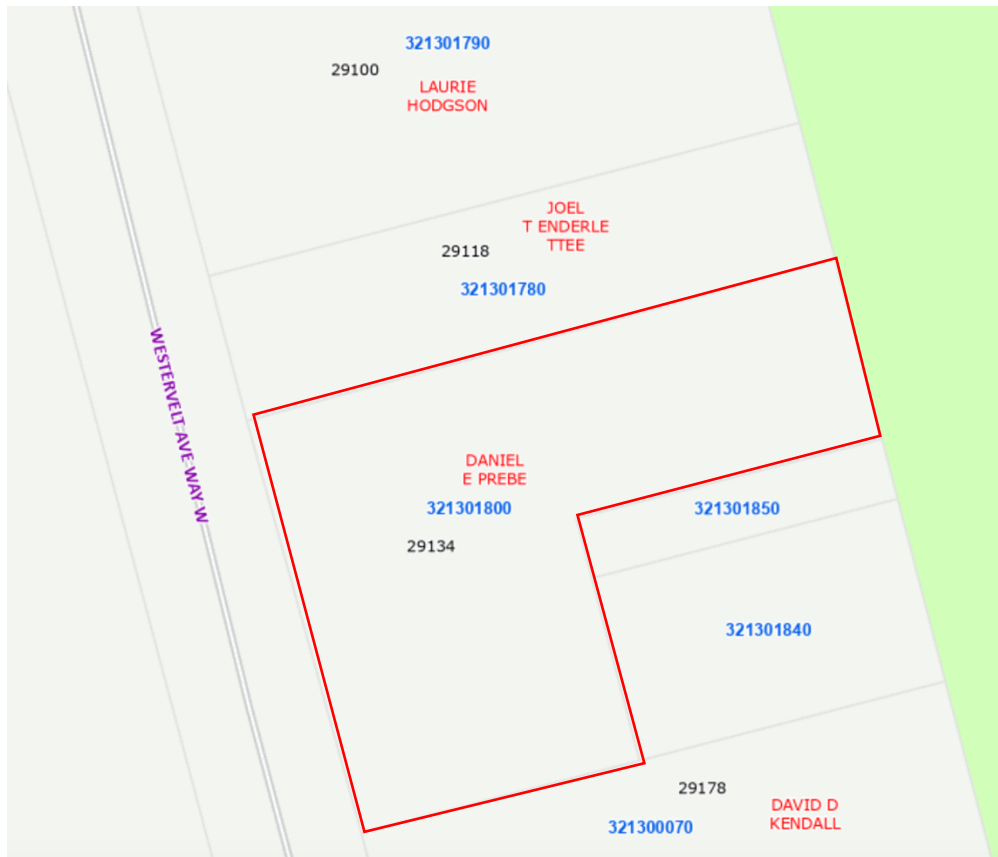 321301790
29100
LAURIE
HODGSON
JOEL
T ENDERLE
TTEE
29118
321301780
WESTERVELT-AVE-WAY-W
DANIEL
E PREBE
321301800
29134
321301850
321301840
29178
DAVID D
KENDALL
321300070